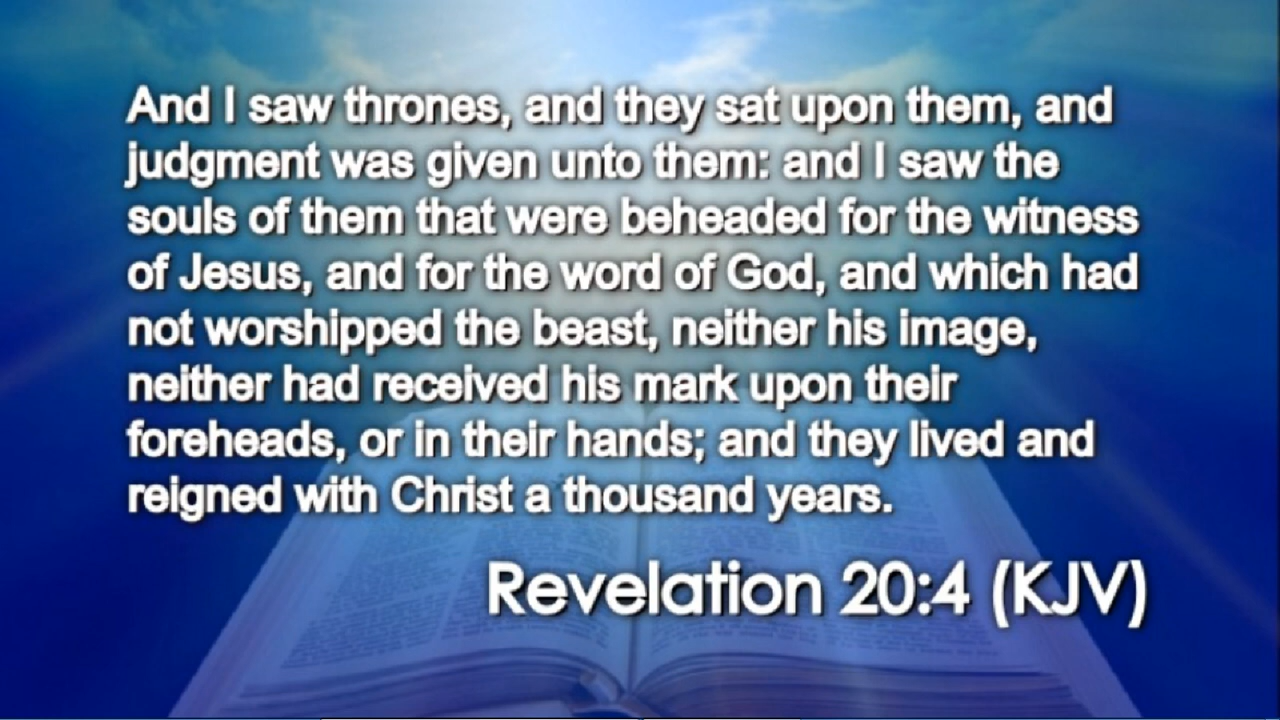 And I saw thrones, and they sat upon them, and
judgment was given unto them: and I saw the
souls of them that were beheaded for the witness
of Jesus, and for the word of God, and which had
not worshipped the beast, neither his image,
neither had received his mark upon their
foreheads, or in their hands; and they lived and
reigned with Christ a thousand years.
Revelation 20:4 (KJV)